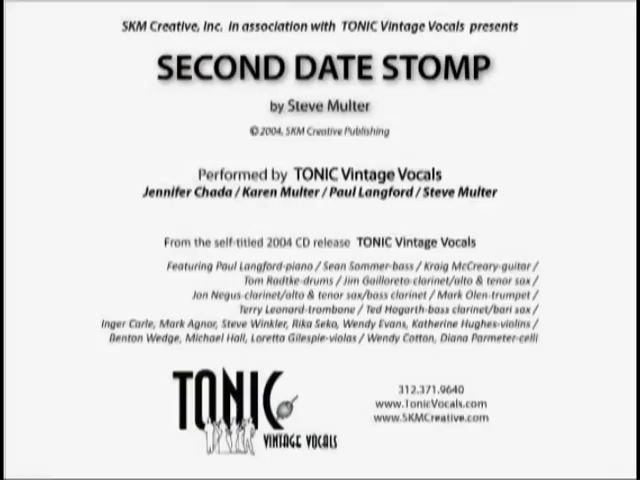 SKM Creative, Inc. in association with TONIC Vintage Vocals presents
SECOND DATE STOMP
by Steve Multer
© 2004, SKM Creative Publishing
Performed by TONIC Vintage Vocals
Jennifer Chada / Karen Multer / Paul Langford / Steve Multer
From the self-titled 2004 CD release TONIC Vintage Vocals
Featuring Paul Langford-piano / Sean Sommer-bass / Kraig McCreary-guitar /
Tom Radtke-drums / Jim Gailloreto-clarinet/alto & tenor sax /
Jon Negus-clarinet/alto & tenor sax/bass clarinet / Mark Olen-trumpet /
Terry Leonard-trombone / Ted Hogarth-bass clarinet/bari sax /
Inger Carle, Mark Agnor, Steve Winkler, Rika Seko, Wendy Evans, Katherine Hughes-violins /
Benton Wedge, Michael Hall, Loretta Gillespie-violas / Wendy Cotton, Diana Parmeter-celli
TONIC
VINTAGE VOCALS
312.371.9640
www.TonicVocals.com
www.SKMCreative.com